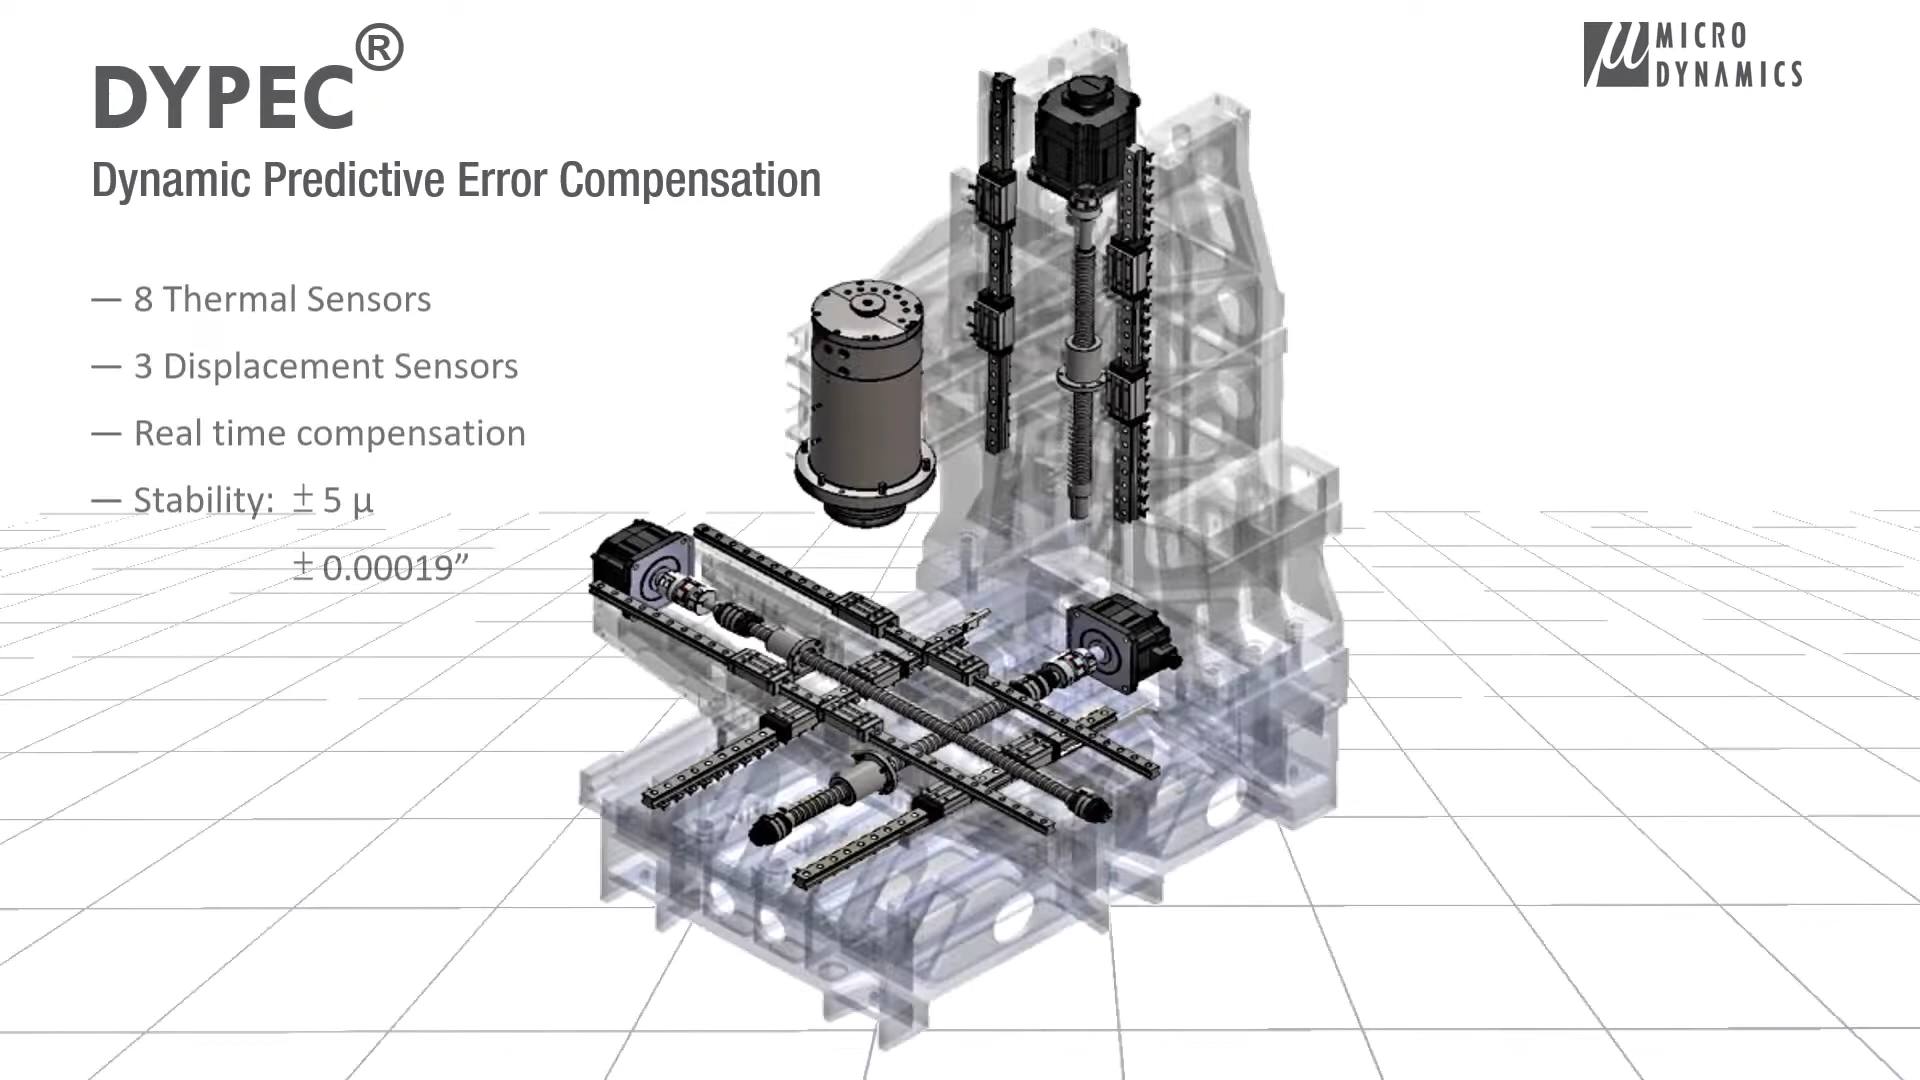 DYPEC®
Dynamic Predictive Error Compensation
— 8 Thermal Sensors
— 3 Displacement Sensors
— Real time compensation
— Stability: ± 5 µ
± 0.00019”
µ MICRO
DYNAMICS